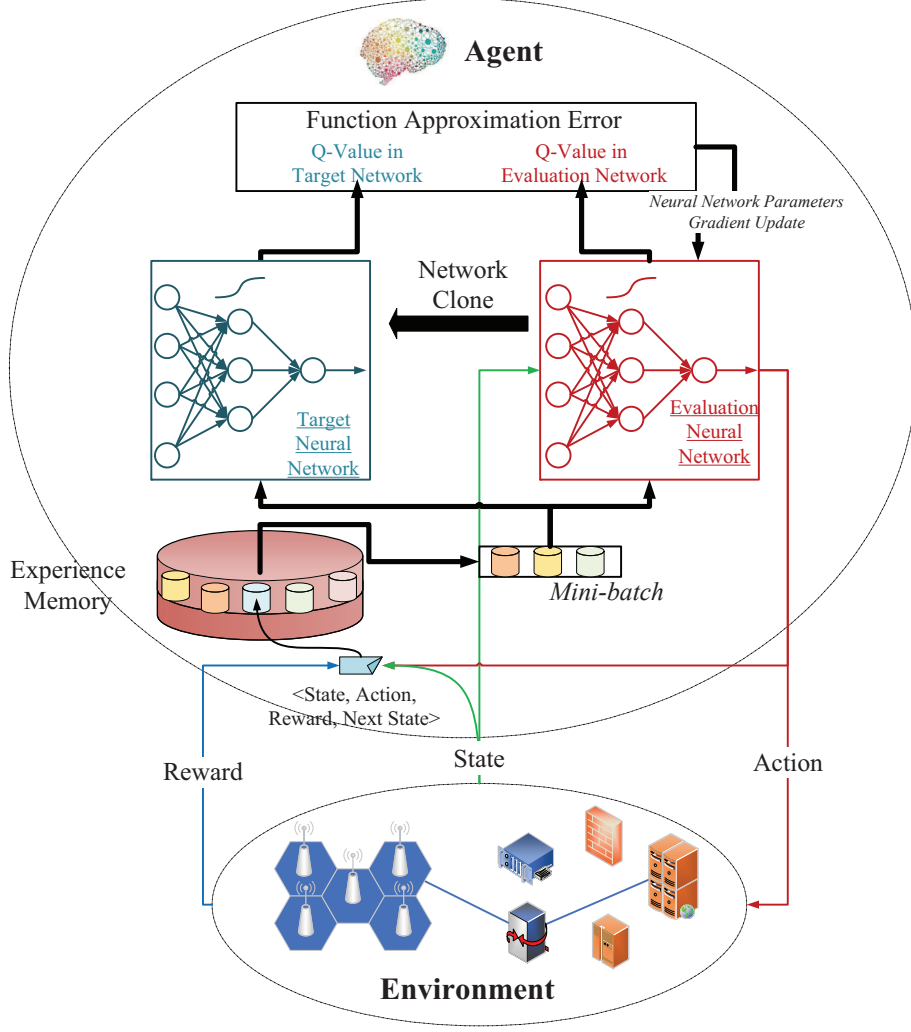 Agent
Function Approximation Error
Q-Value in
Target Network
Q-Value in
Evaluation Network
Neural Network Parameters
Gradient Update
Network
Clone
Target
Neural
Network
Evaluation
Neural
Network
Experience
Memory
Mini-batch
<State, Action,
Reward, Next State>
Reward
State
Action
Environment